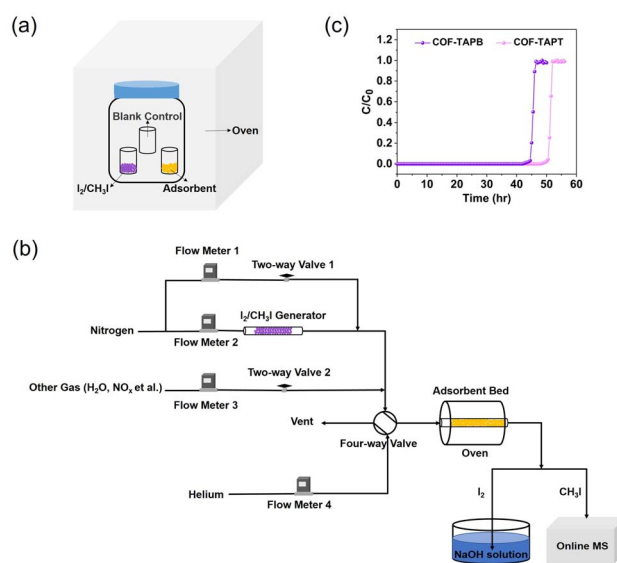 (a)
Blank Control
Oven
I₂/CH₃I
Adsorbent
(c)
COF-TAPB COF-TAPT
C/C₀
1.0
0.8
0.6
0.4
0.2
0.0
0 10 20 30 40 50 60
Time (hr)
(b)
Flow Meter 1
Two-way Valve 1
I₂/CH₃I Generator
Nitrogen
Flow Meter 2
Two-way Valve 2
Other Gas (H₂O, NOₓ et al.)
Flow Meter 3
Adsorbent Bed
Vent
Four-way Valve
Oven
Helium
Flow Meter 4
I₂
CH₃I
NaOH solution
Online MS